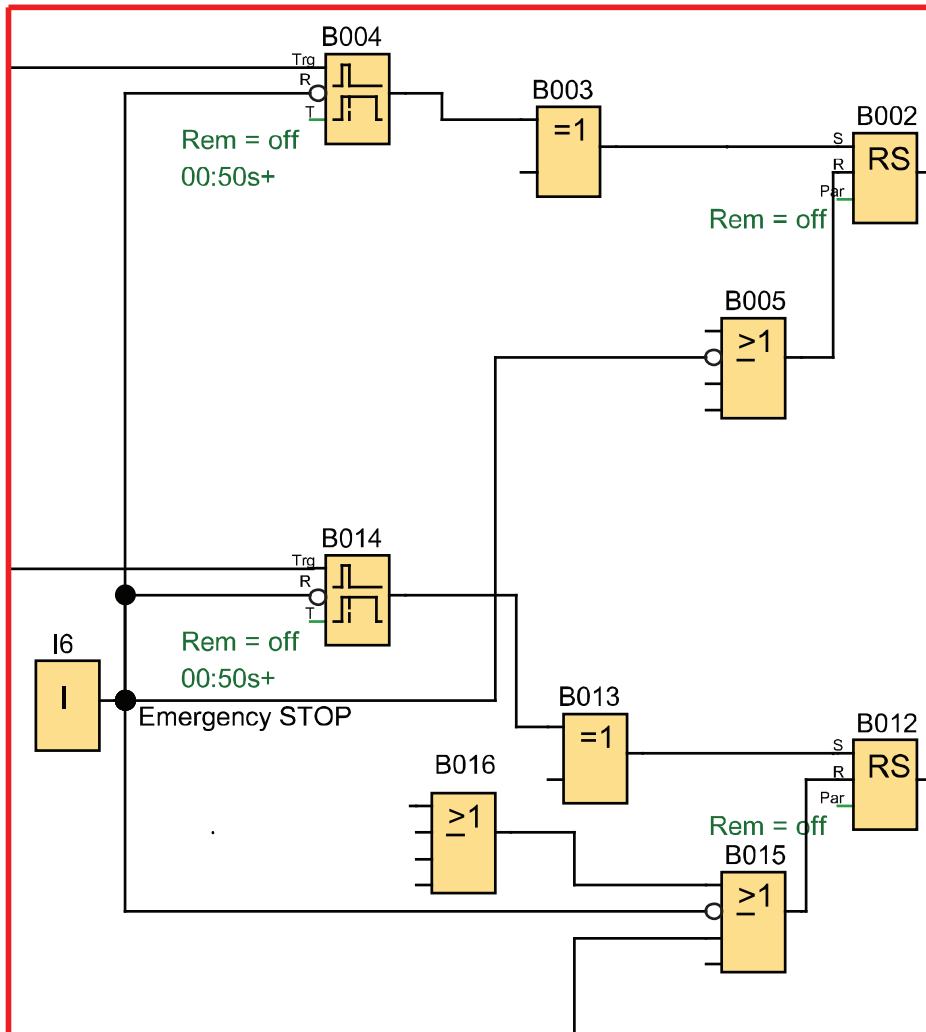 B004
Trg
R
T
Rem = off
00:50s+
B003
=1
B002
S
R
Par
RS
Rem = off
B005
≥1
B014
Trg
R
T
Rem = off
00:50s+
I6
I
Emergency STOP
B013
=1
B012
S
R
Par
RS
Rem = off
B016
≥1
B015
≥1